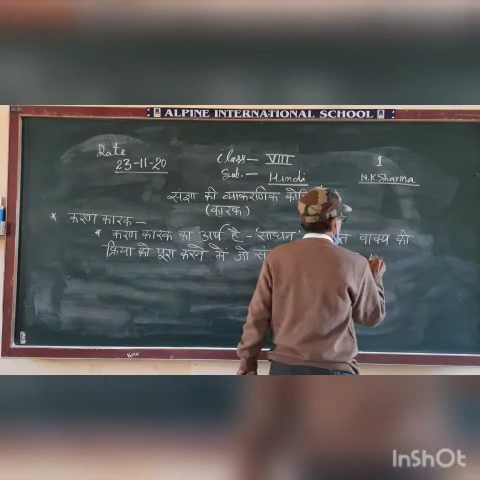 ALPINE INTERNATIONAL SCHOOL
Date
23-11-20
Class - VIII
Sub. - Hindi
1
N.K.Sharma
संज्ञा की व्याकरणिक
(कारक)
* करण कारक -
* करण कारक का अर्थ है - 'साधन' वाक्य की
क्रिया को पूरा करने में जो
InShOt